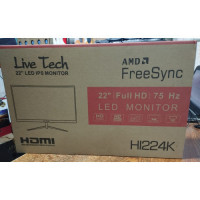 Live Tech
22" LED IPS MONITOR
AMD
FreeSync
22" Full HD: 75 Hz
LED MONITOR
HDMI
HI224K